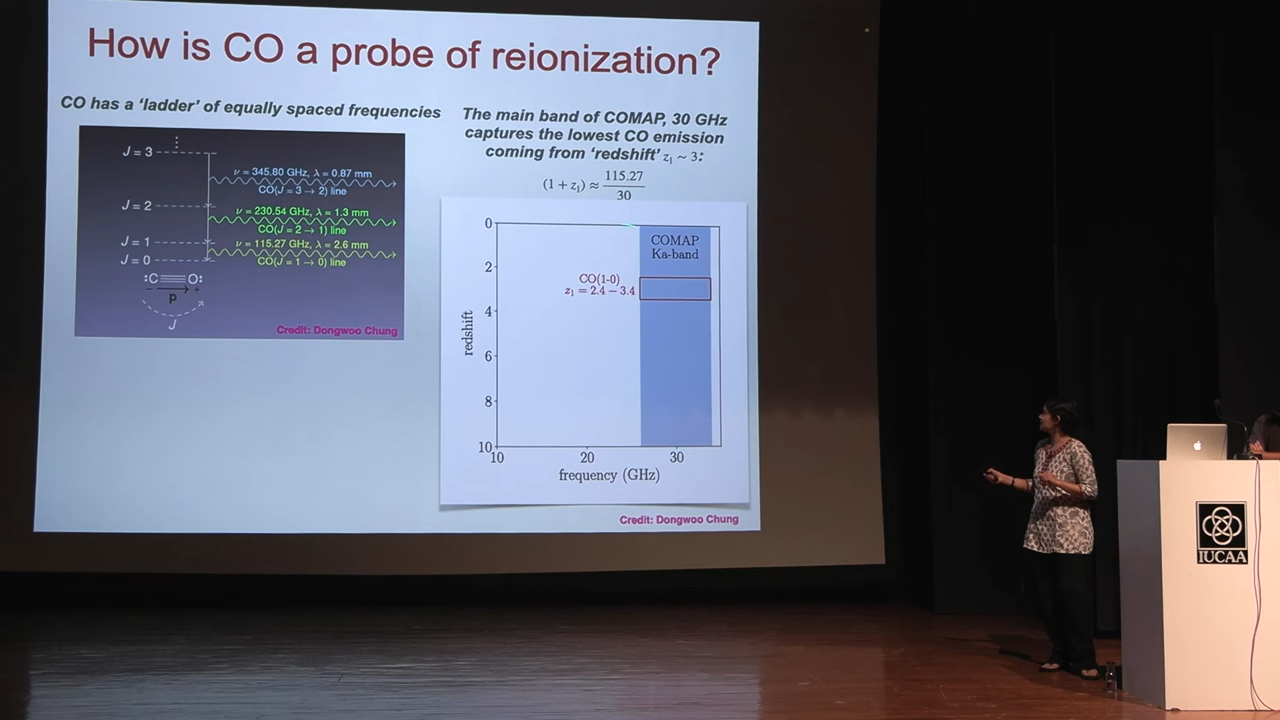 How is CO a probe of reionization?
CO has a ‘ladder’ of equally spaced frequencies
J = 3
ν = 345.80 GHz, λ = 0.87 mm
CO(J = 3 → 2) line
J = 2
ν = 230.54 GHz, λ = 1.3 mm
CO(J = 2 → 1) line
J = 1
ν = 115.27 GHz, λ = 2.6 mm
J = 0
CO(J = 1 → 0) line
:C≡O:
− +
p
J
Credit: Dongwoo Chung
The main band of COMAP, 30 GHz
captures the lowest CO emission
coming from ‘redshift’ z₁ ~ 3:
(1 + z₁) ≈ 115.27
30
0
COMAP
Ka-band
2
CO(1-0)
z₁ = 2.4 − 3.4
4
redshift
6
8
10
10 20 30
frequency (GHz)
Credit: Dongwoo Chung
IUCAA